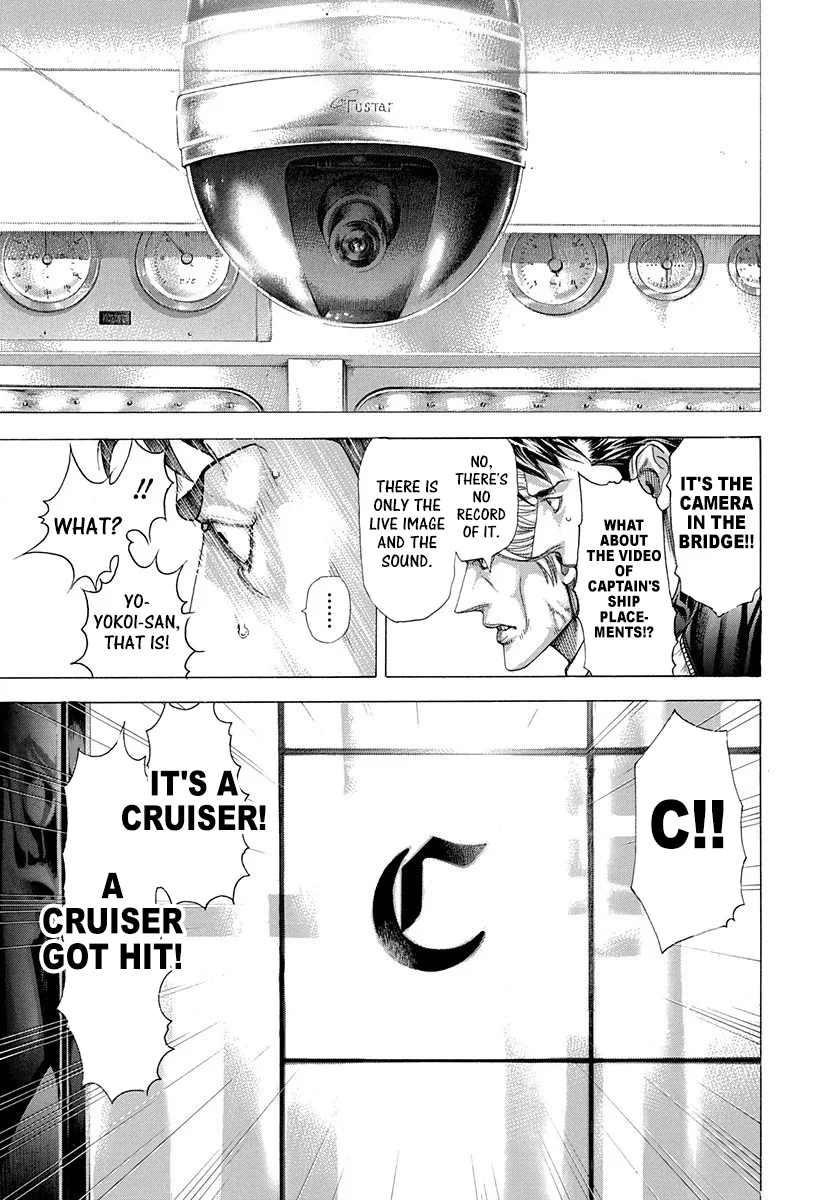 Fustar
IT'S THE
CAMERA
IN THE
BRIDGE!!
WHAT
ABOUT
THE VIDEO
OF
CAPTAIN'S
SHIP
PLACE-
MENTS!?
NO,
THERE'S
NO
RECORD
OF IT.
THERE IS
ONLY THE
LIVE IMAGE
AND THE
SOUND.
......
!!
WHAT?
YO-
YOKOI-SAN,
THAT IS!
C!!
C
IT'S A
CRUISER!
A
CRUISER
GOT HIT!